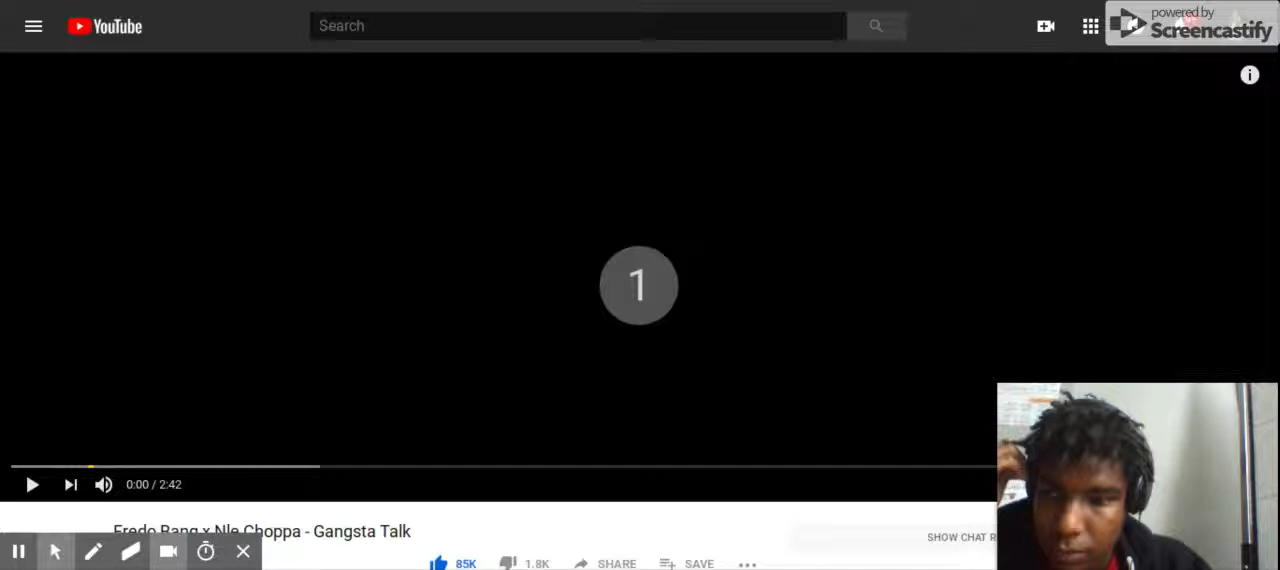 YouTube
Search
powered by
Screencastify
1
0:00 / 2:42
Fredo Bang x Nle Choppa - Gangsta Talk
SHOW CHAT R
85K
1.8K
SHARE
SAVE